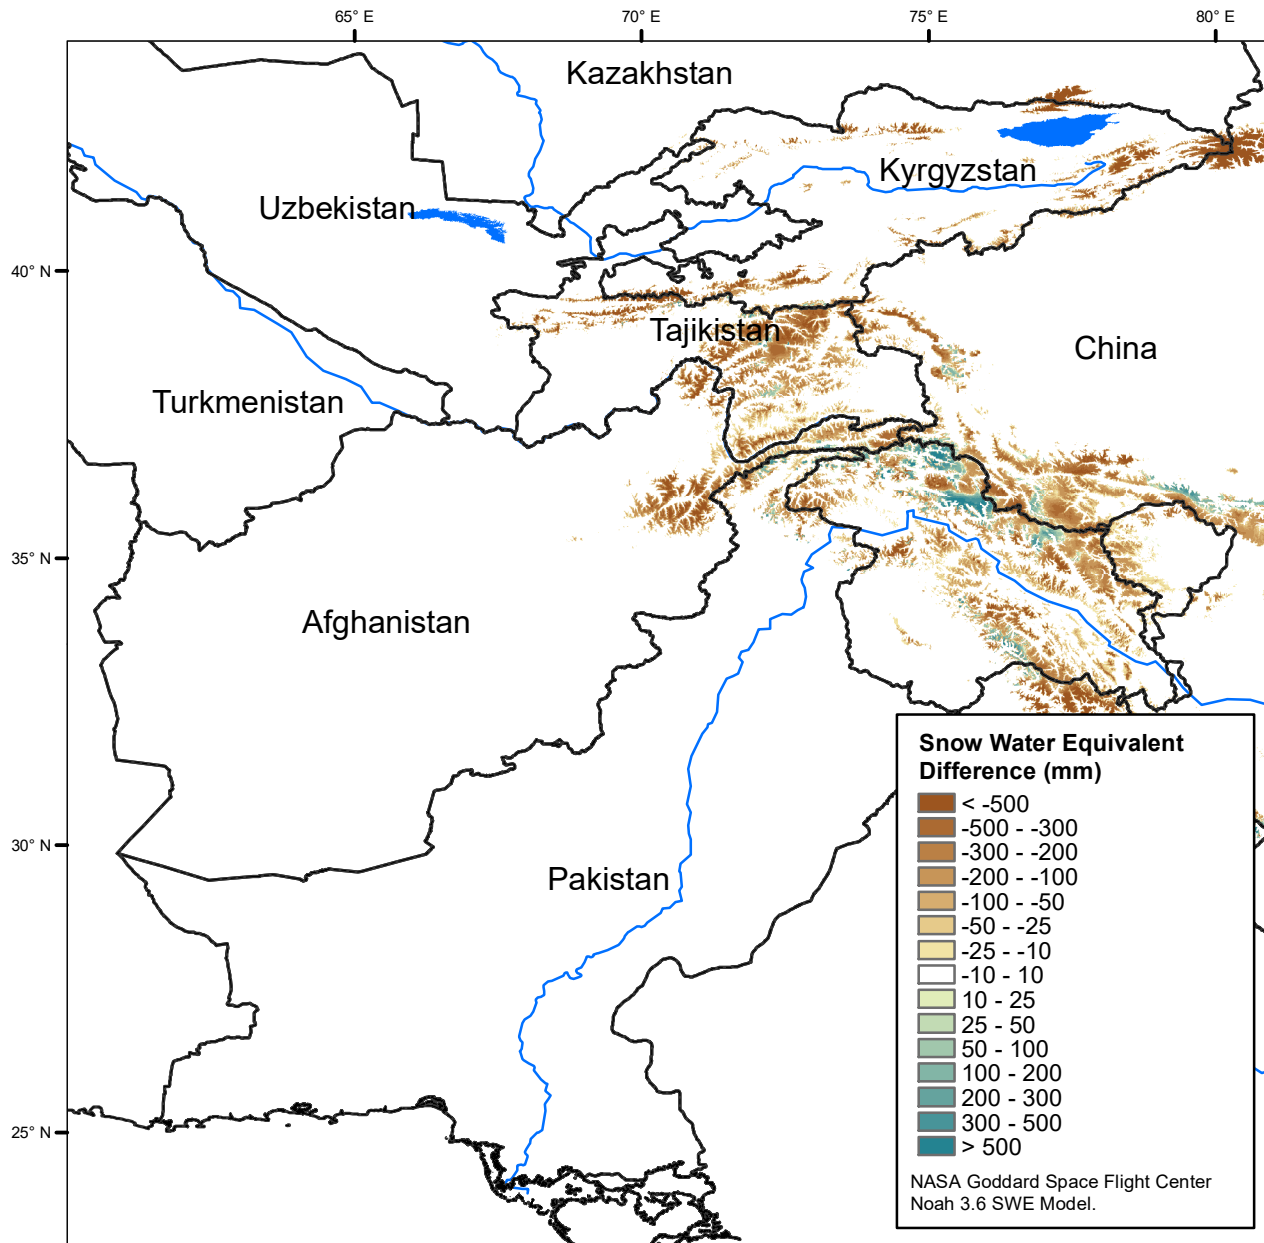 65° E
70° E
75° E
80° E
Kazakhstan
Kyrgyzstan
Uzbekistan
40° N
Tajikistan
China
Turkmenistan
35° N
Afghanistan
30° N
Pakistan
25° N
Snow Water Equivalent
Difference (mm)
< -500
-500 - -300
-300 - -200
-200 - -100
-100 - -50
-50 - -25
-25 - -10
-10 - 10
10 - 25
25 - 50
50 - 100
100 - 200
200 - 300
300 - 500
> 500
NASA Goddard Space Flight Center
Noah 3.6 SWE Model.